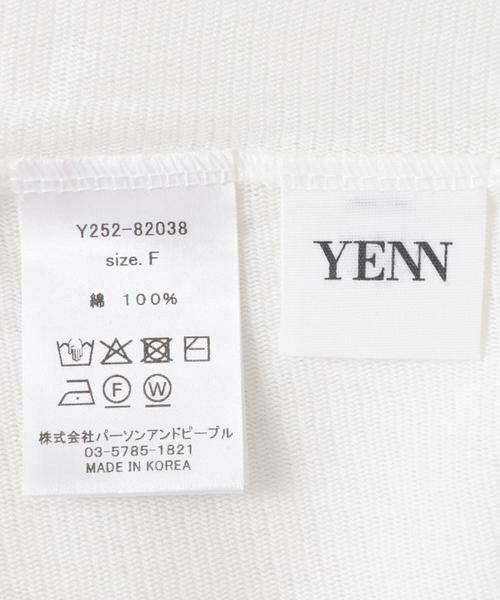 Y252-82038
size. F
綿 100%
F W
株式会社パーソンアンドピープル
03-5785-1821
MADE IN KOREA
YENN